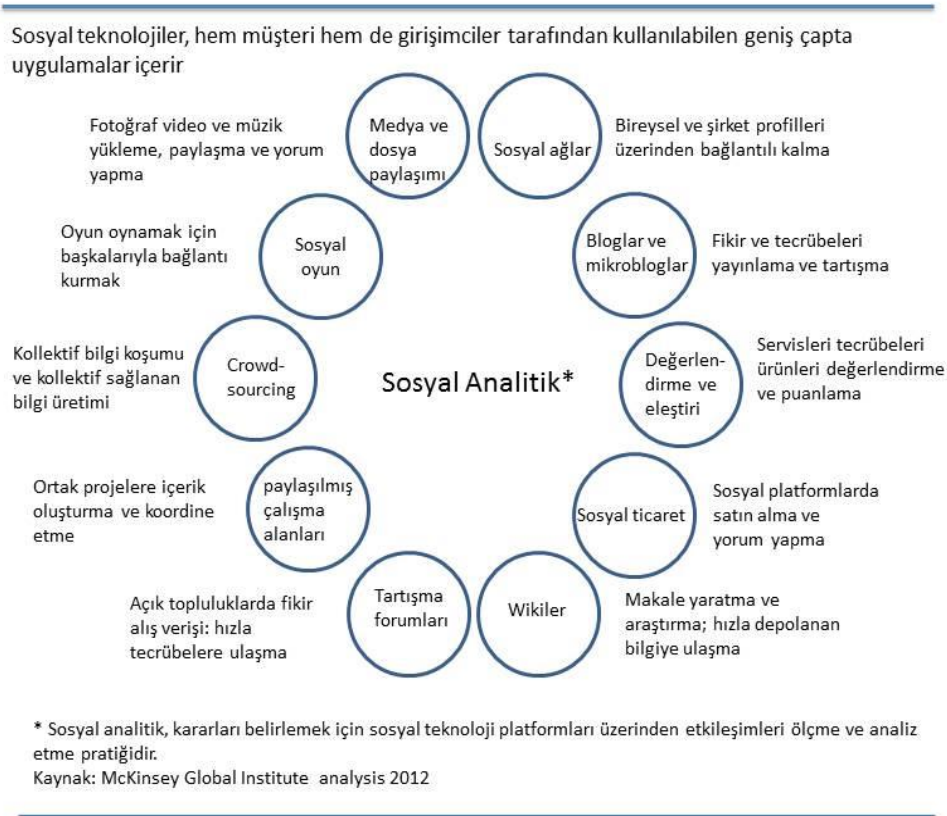 Sosyal teknolojiler, hem müşteri hem de girişimciler tarafından kullanılabilen geniş çapta
uygulamalar içerir
Fotoğraf video ve müzik
yükleme, paylaşma ve yorum
yapma
Medya ve
dosya
paylaşımı
Sosyal ağlar
Bireysel ve şirket profilleri
üzerinden bağlantılı kalma
Oyun oynamak için
başkalarıyla bağlantı
kurmak
Sosyal
oyun
Bloglar ve
mikrobloglar
Fikir ve tecrübeleri
yayınlama ve tartışma
Kollektif bilgi koşumu
ve kollektif sağlanan
bilgi üretimi
Crowd-
sourcing
Sosyal Analitik*
Değerlen-
dirme ve
eleştiri
Servisleri tecrübeleri
ürünleri değerlendirme
ve puanlama
Ortak projelere içerik
oluşturma ve koordine
etme
paylaşılmış
çalışma
alanları
Sosyal ticaret
Sosyal platformlarda
satın alma ve
yorum yapma
Açık topluluklarda fikir
alış verişi: hızla
tecrübelere ulaşma
Tartışma
forumları
Wikiler
Makale yaratma ve
araştırma; hızla depolanan
bilgiye ulaşma
* Sosyal analitik, kararları belirlemek için sosyal teknoloji platformları üzerinden etkileşimleri ölçme ve analiz
etme pratiğidir.
Kaynak: McKinsey Global Institute analysis 2012